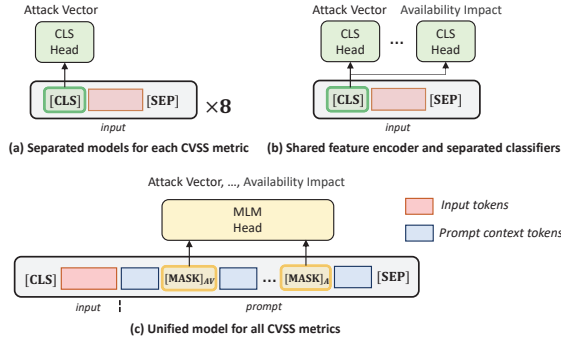 Attack Vector
CLS
Head
[CLS]
[SEP]
×8
input
(a) Separated models for each CVSS metric
Attack Vector
Availability Impact
CLS
Head
...
CLS
Head
[CLS]
[SEP]
input
(b) Shared feature encoder and separated classifiers
Attack Vector, ..., Availability Impact
MLM
Head
Input tokens
Prompt context tokens
[CLS]
[MASK]AV
...
[MASK]A
[SEP]
input
prompt
(c) Unified model for all CVSS metrics